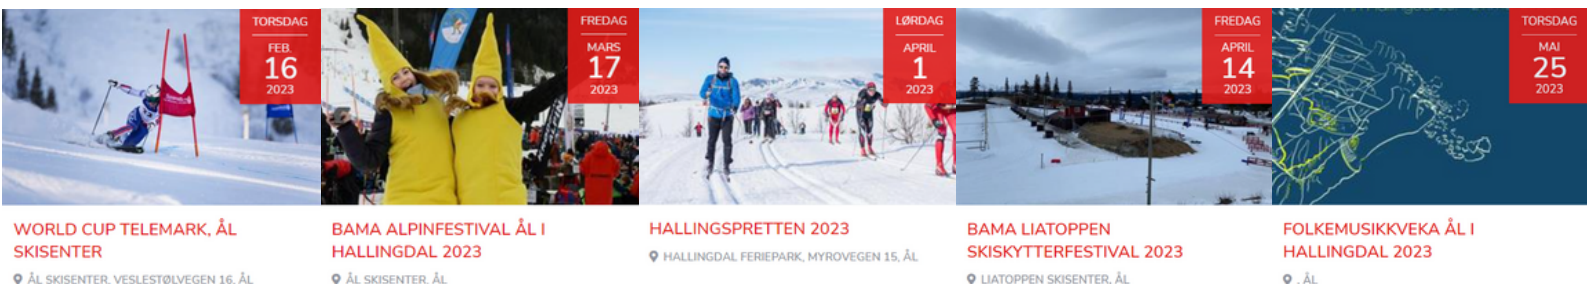 TORSDAG
FEB.
16
2023
WORLD CUP TELEMARK, ÅL
SKISENTER
ÅL SKISENTER, VESLESTØLVEGEN 16, ÅL
FREDAG
MARS
17
2023
BAMA ALPINFESTIVAL ÅL I
HALLINGDAL 2023
ÅL SKISENTER, ÅL
LØRDAG
APRIL
1
2023
HALLINGSPRETTEN 2023
HALLINGDAL FERIEPARK, MYROVEGEN 15, ÅL
FREDAG
APRIL
14
2023
BAMA LIATOPPEN
SKISKYTTERFESTIVAL 2023
LIATOPPEN SKISENTER, ÅL
TORSDAG
MAI
25
2023
FOLKEMUSIKKVEKA ÅL I
HALLINGDAL 2023
, ÅL